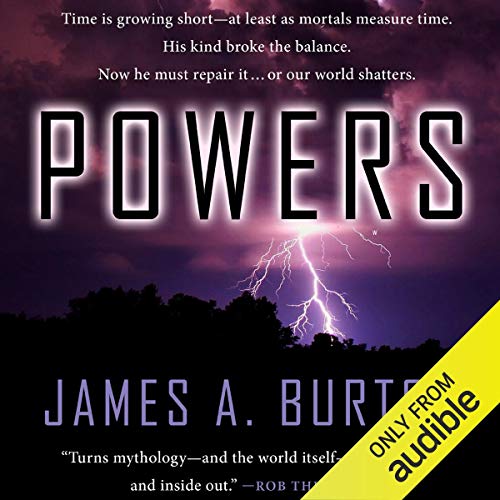 Time is growing short—at least as mortals measure time.
His kind broke the balance.
Now he must repair it... or our world shatters.
POWERS
W
JAMES A. BURTO
“Turns mythology—and the world itself—
and inside out.” —ROB TH
ONLY FROM
audible